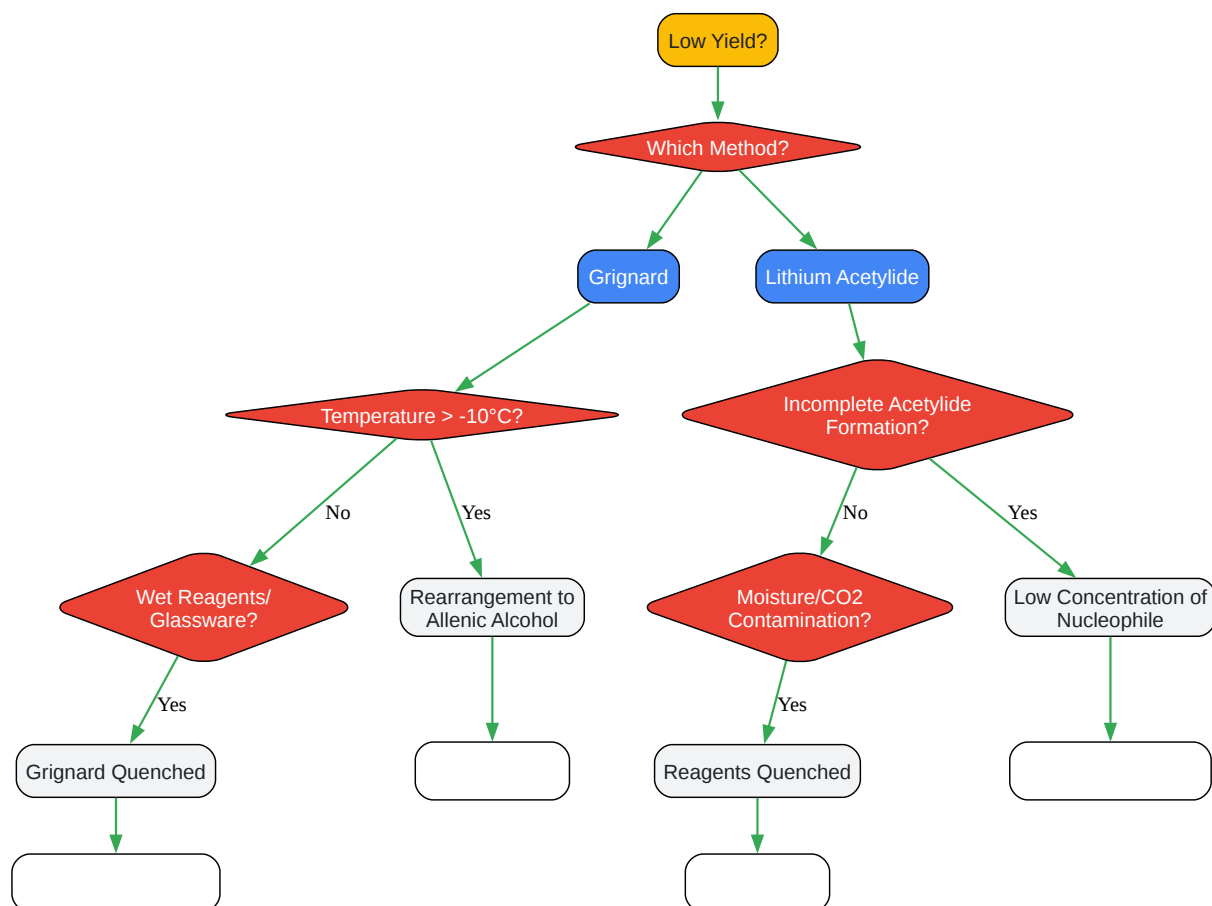 Low Yield?
Which Method?
Grignard
Lithium Acetylide
Temperature > -10°C?
Incomplete Acetylide
Formation?
No
Yes
No
Yes
Wet Reagents/
Glassware?
Rearrangement to
Allenic Alcohol
Moisture/CO2
Contamination?
Low Concentration of
Nucleophile
Yes
Yes
Grignard Quenched
Reagents Quenched